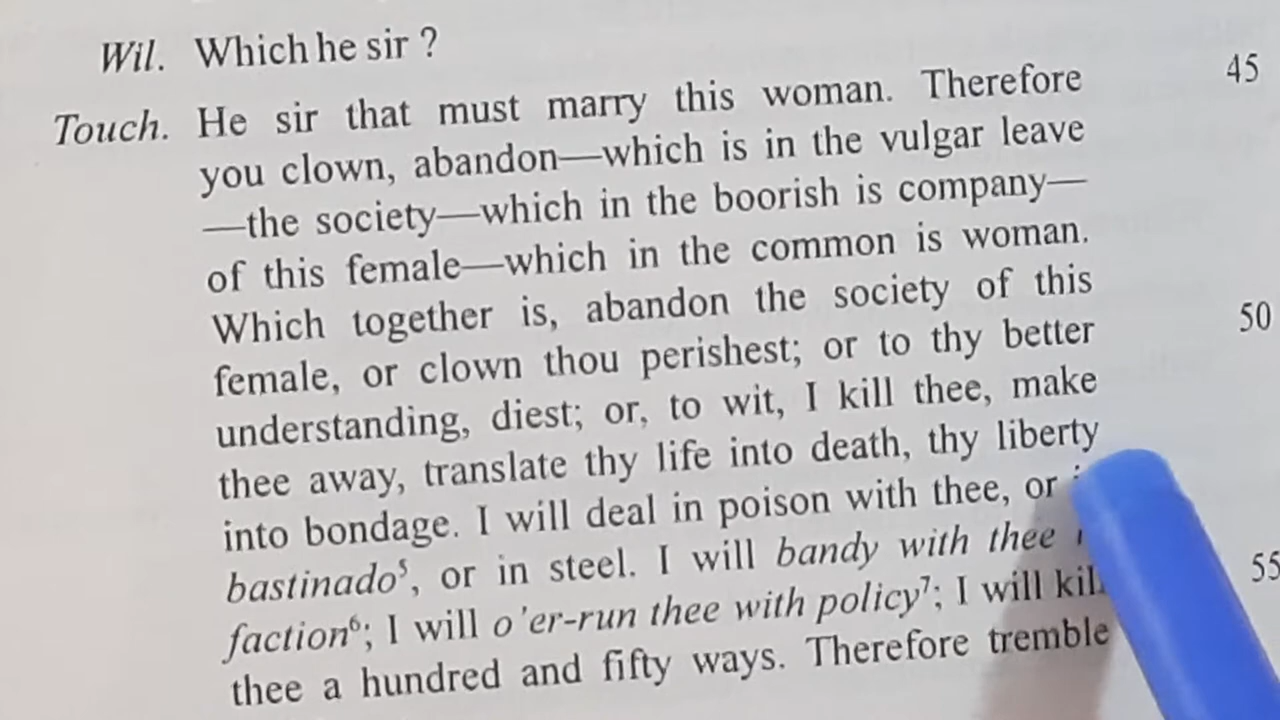 Wil. Which he sir ?
Touch. He sir that must marry this woman. Therefore 45
you clown, abandon—which is in the vulgar leave
—the society—which in the boorish is company—
of this female—which in the common is woman.
Which together is, abandon the society of this
female, or clown thou perishest; or to thy better 50
understanding, diest; or, to wit, I kill thee, make
thee away, translate thy life into death, thy liberty
into bondage. I will deal in poison with thee, or
bastinado⁵, or in steel. I will bandy with thee
faction⁶; I will o'er-run thee with policy⁷; I will kill 55
thee a hundred and fifty ways. Therefore tremble